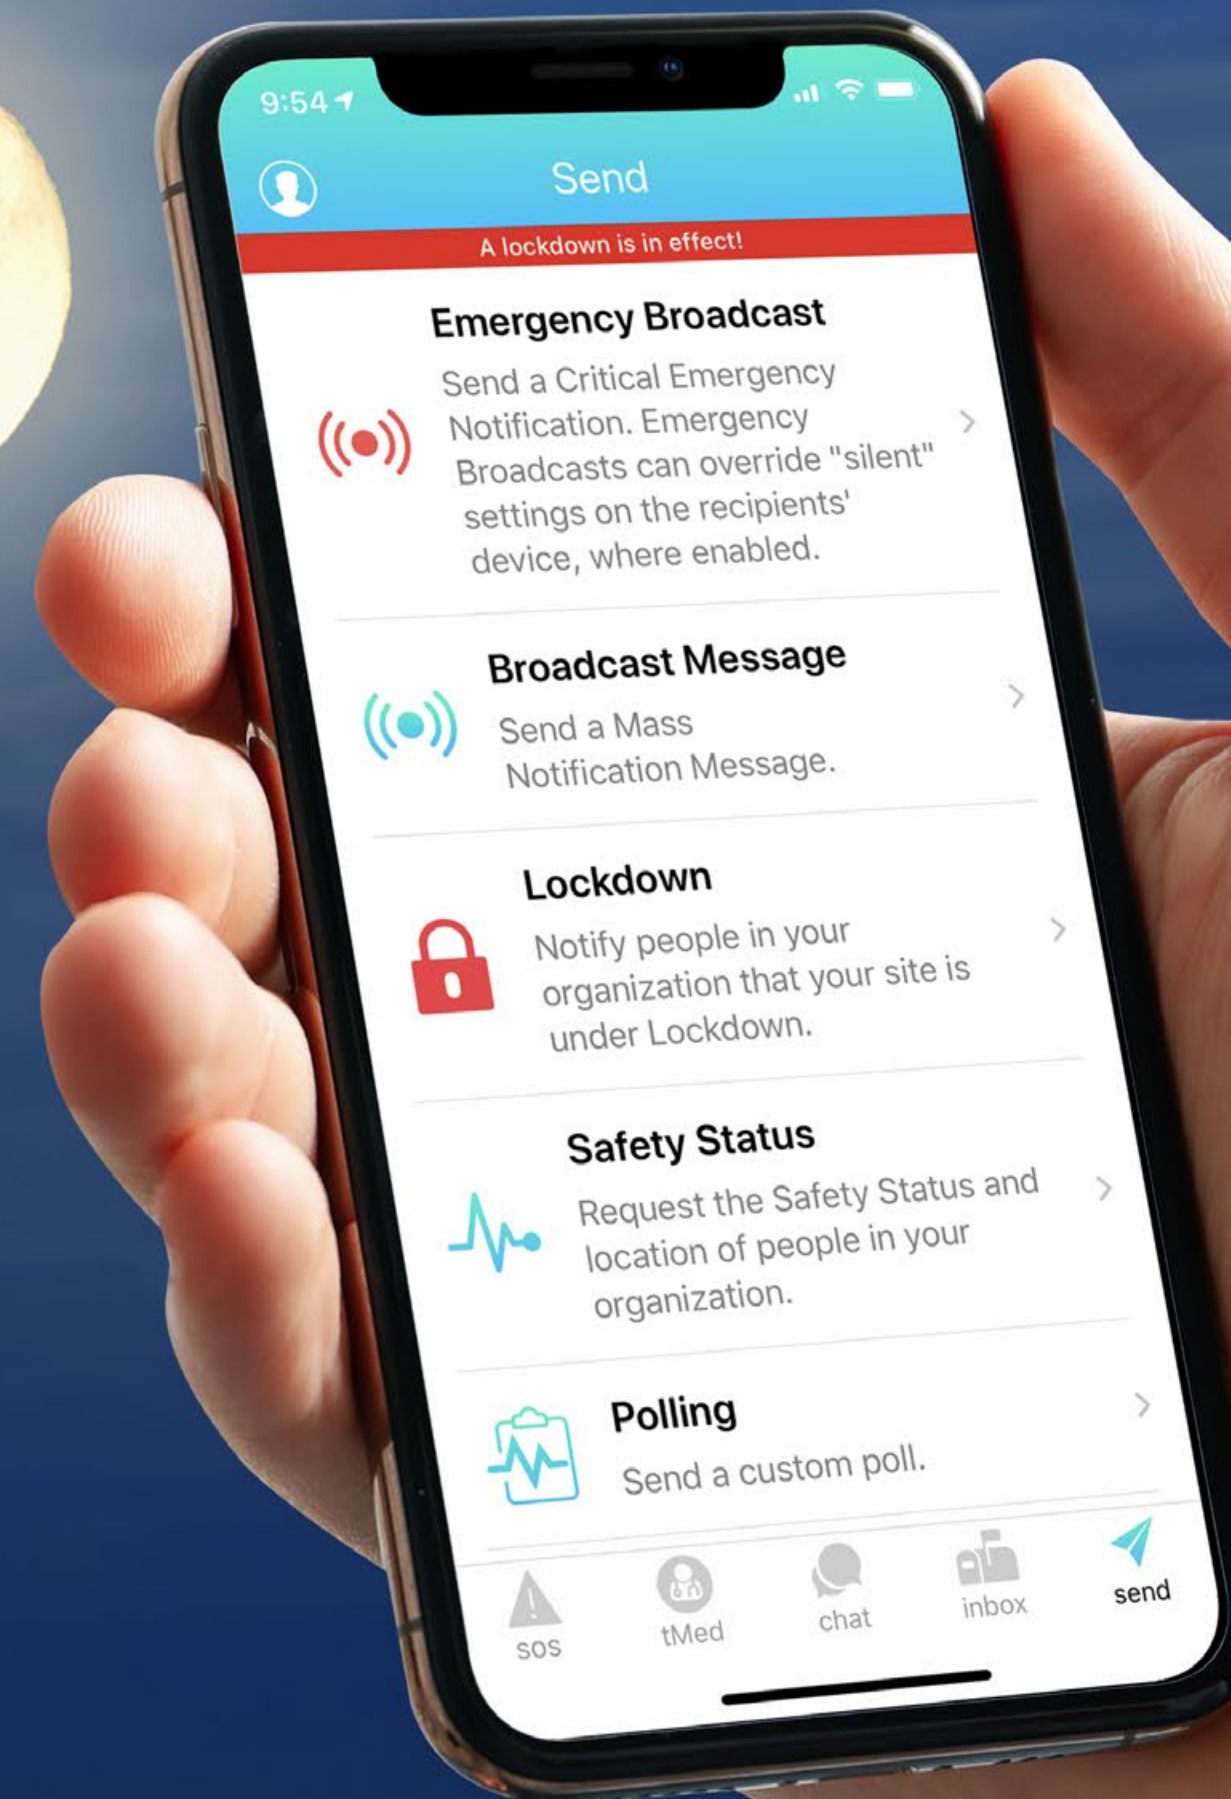 9:54
Send
A lockdown is in effect!
Emergency Broadcast
Send a Critical Emergency
Notification. Emergency
Broadcasts can override "silent"
settings on the recipients'
device, where enabled.
Broadcast Message
Send a Mass
Notification Message.
Lockdown
Notify people in your
organization that your site is
under Lockdown.
Safety Status
Request the Safety Status and
location of people in your
organization.
Polling
Send a custom poll.
sos
tMed
chat
inbox
send